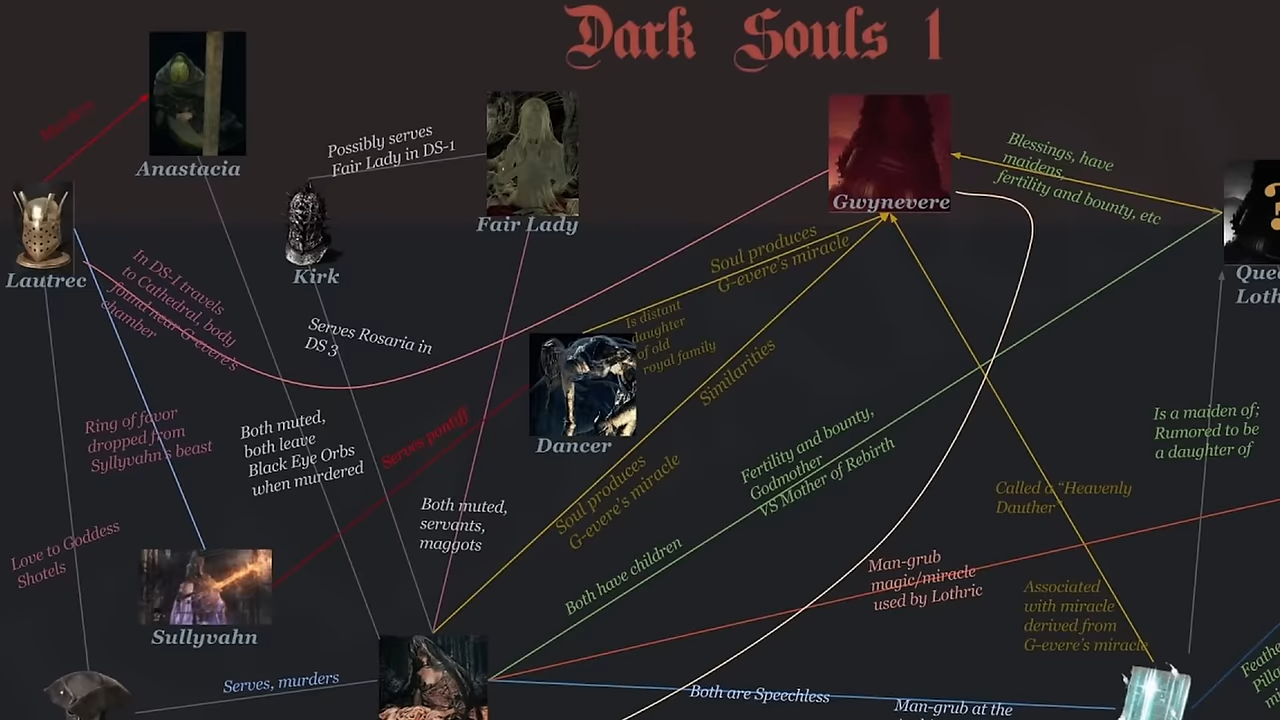 Dark Souls 1
Murders
Anastacia
Possibly serves
Fair Lady in DS-1
Fair Lady
Gwynevere
Blessings, have
maidens,
fertility and bounty, etc
Lautrec
Kirk
In DS-I travels
to Cathedral, body
found near G-evere's
chamber
Serves Rosaria in
DS 3
Soul produces
G-evere's miracle
Is distant
daughter
of old
royal family
Similarities
Dancer
Ring of favor
dropped from
Syllyvahn's beast
Both muted,
both leave
Black Eye Orbs
when murdered
Servs pontiff
Both muted,
servants,
maggots
Soul produces
G-evere's miracle
Fertility and bounty,
Godmother
vS Mother of Rebirth
Is a maiden of;
Rumored to be
a daughter of
Called a "Heavenly
Dauther"
Love to Goddess
Shotels
Both have children
Man-grub
magic/miracle
used by Lothric
Associated
with miracle
derived from
G-evere's miracle
Sullyvahn
Serves, murders
Both are Speechless
Man-grub at the